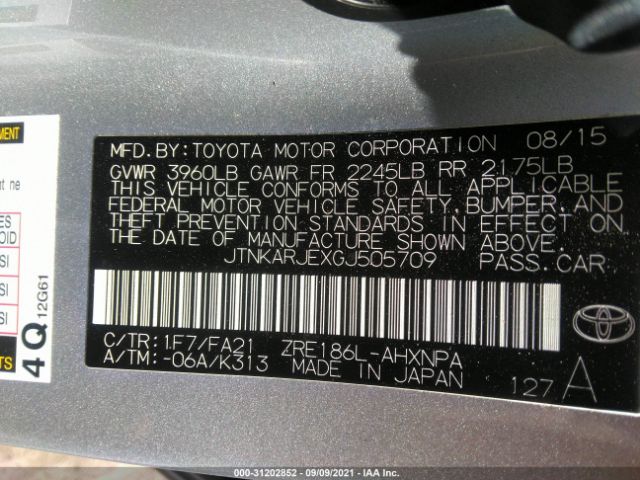 MFD. BY: TOYOTA MOTOR CORPORATION 08/15
GVWR 3960LB GAWR FR 2245LB RR 2175LB
THIS VEHICLE CONFORMS TO ALL APPLICABLE
FEDERAL MOTOR VEHICLE SAFETY, BUMPER, AND
THEFT PREVENTION STANDARDS IN EFFECT ON
THE DATE OF MANUFACTURE SHOWN ABOVE.
JTNKARJEXGJ505709 PASS.CAR
C/TR: 1F7/FA21 ZRE186L-AHXNPA
A/TM: -06A/K313 MADE IN JAPAN
127 A
4Q 12G61
000-31202852 - 09/09/2021 - IAA Inc.